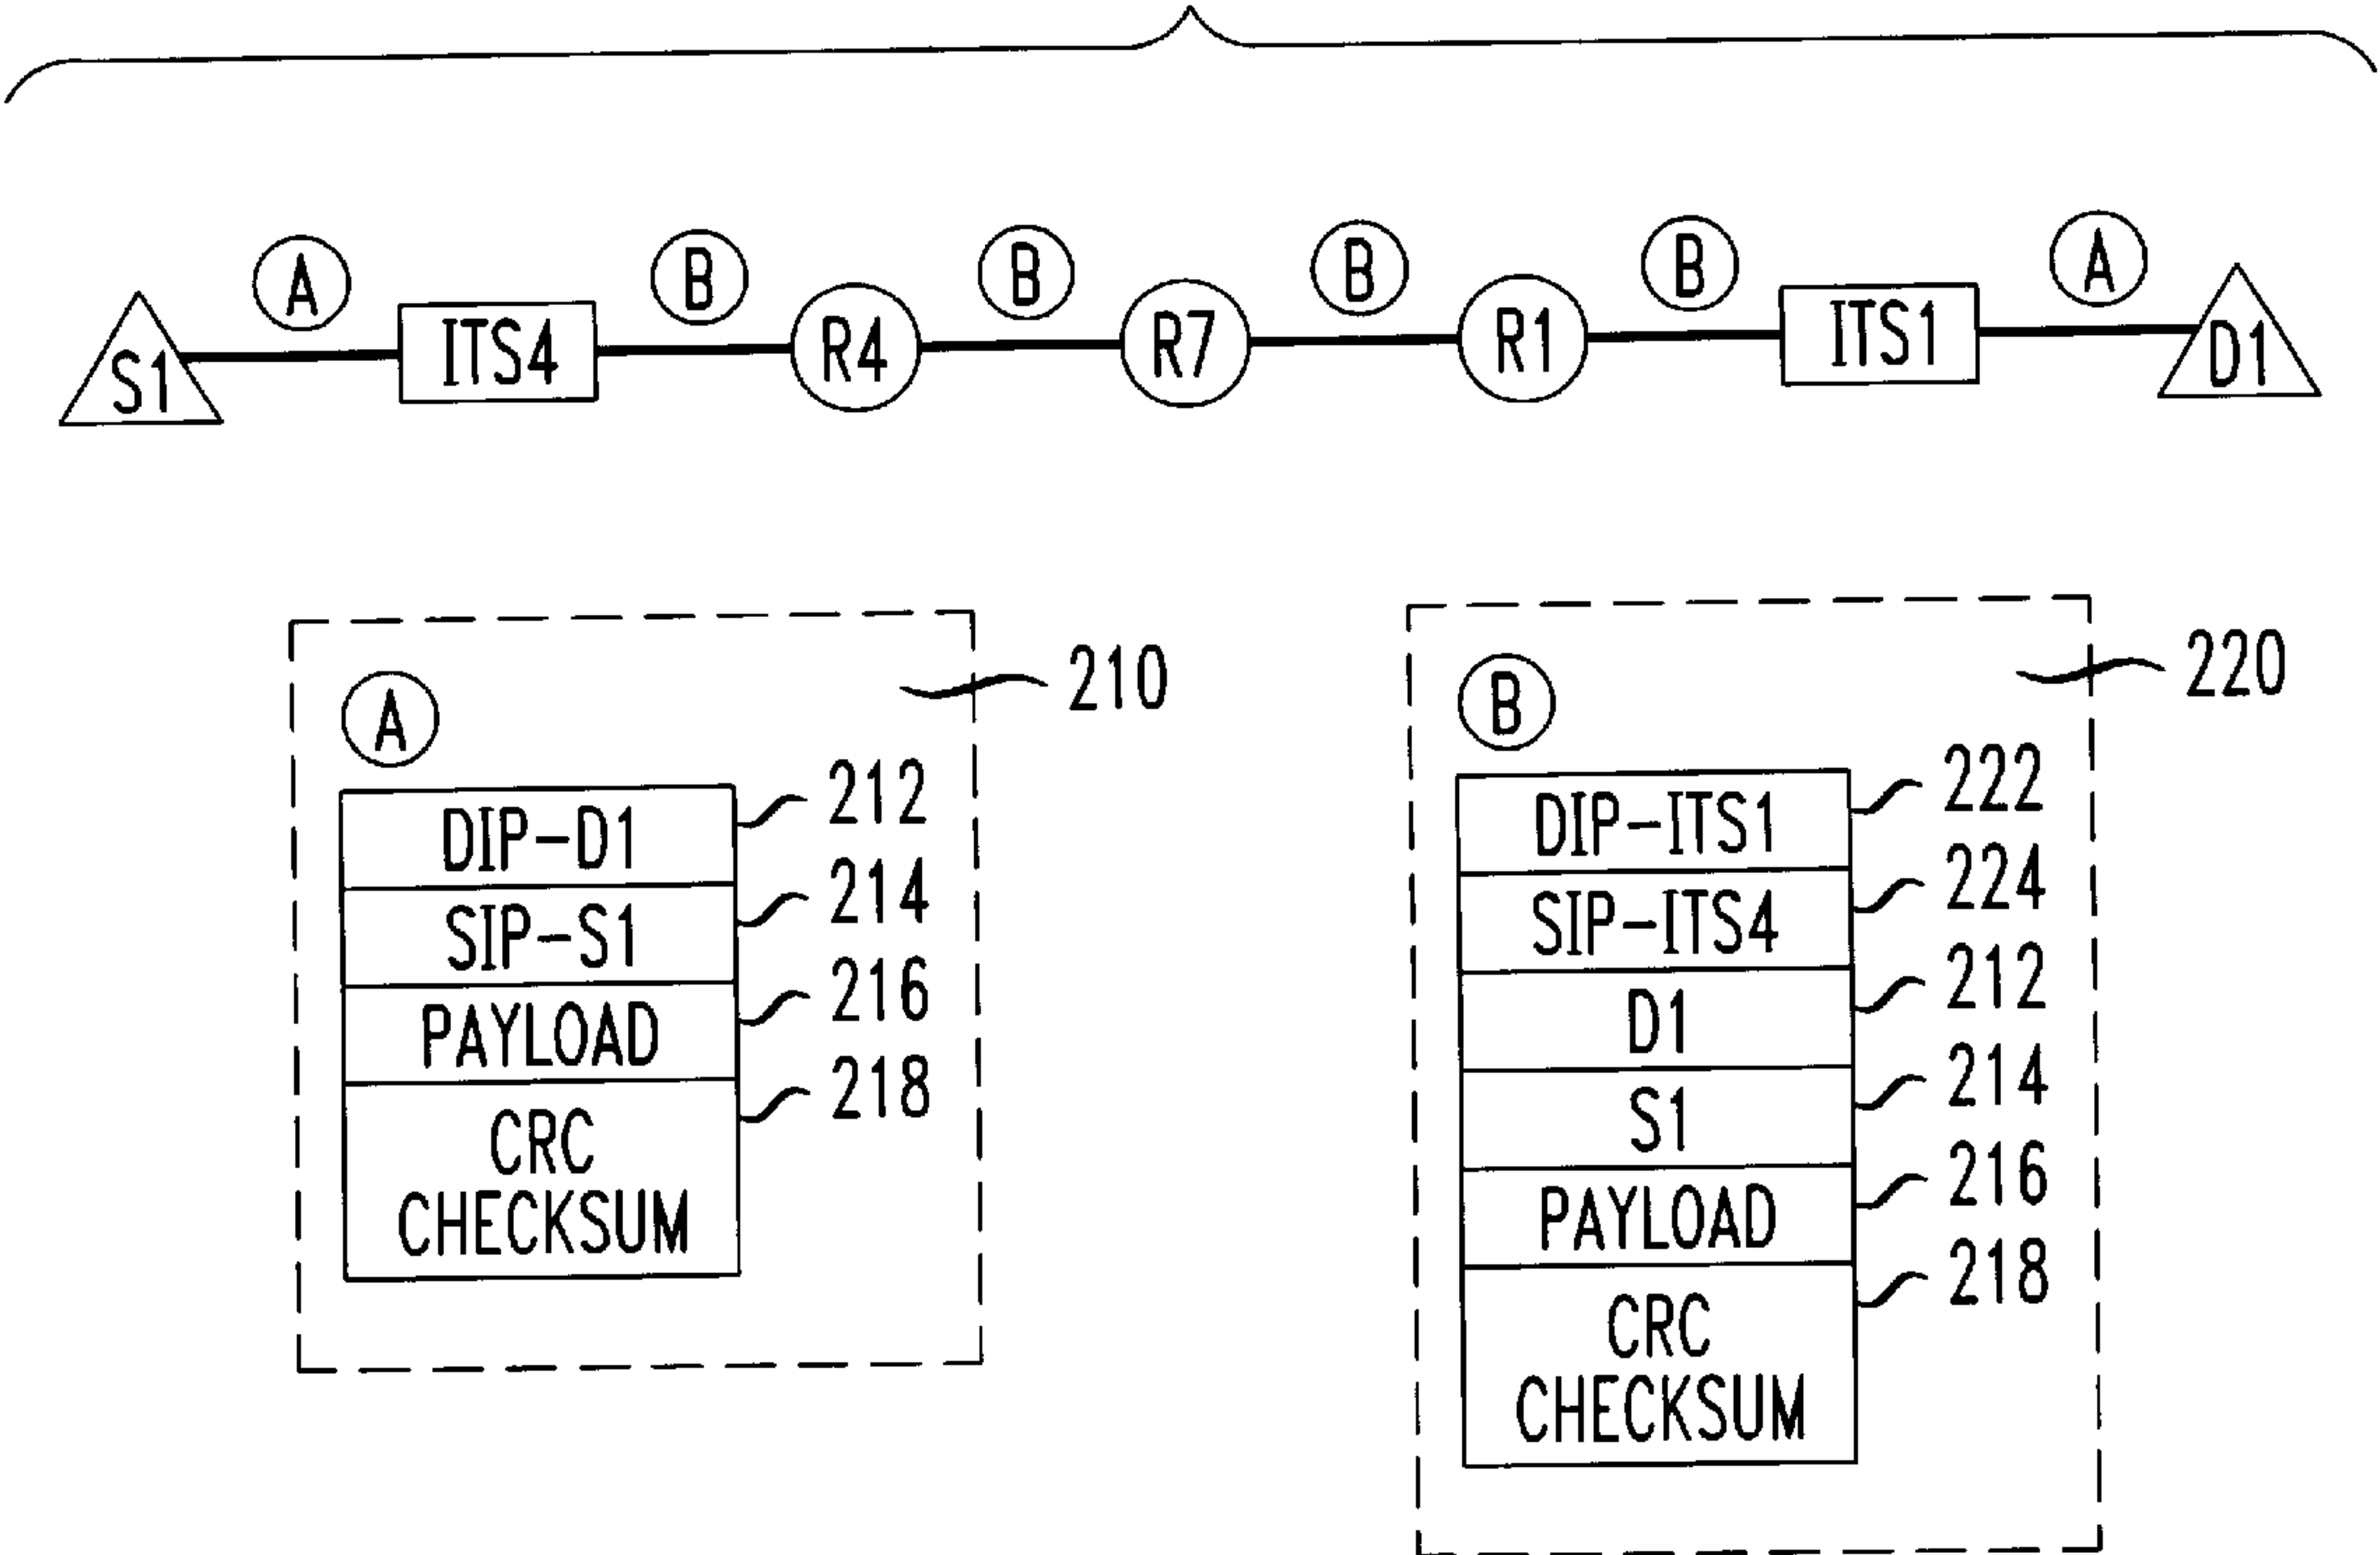 A B B B B A
S1 ITS4 R4 R7 R1 ITS1 D1
210
A
DIP-D1 212
SIP-S1 214
PAYLOAD 216
CRC 218
CHECKSUM
220
B
DIP-ITS1 222
SIP-ITS4 224
D1 212
S1 214
PAYLOAD 216
CRC 218
CHECKSUM